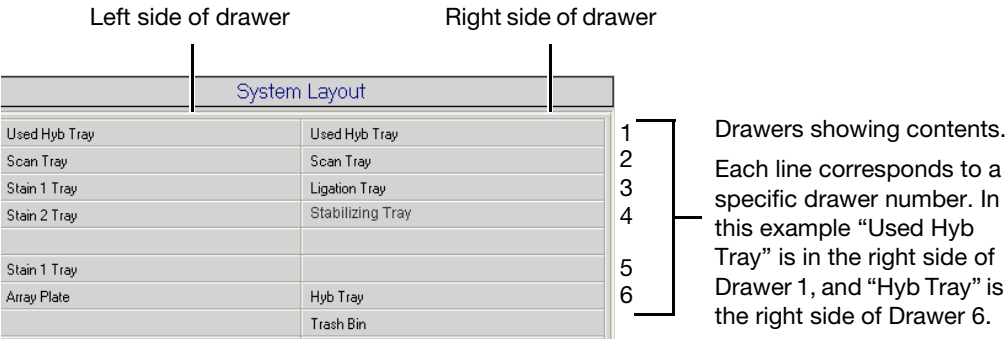 Left side of drawer Right side of drawer
System Layout
Used Hyb Tray Used Hyb Tray 1
Scan Tray Scan Tray 2
Stain 1 Tray Ligation Tray 3
Stain 2 Tray Stabilizing Tray 4
Stain 1 Tray 5
Array Plate Hyb Tray 6
Trash Bin
Drawers showing contents.
Each line corresponds to a
specific drawer number. In
this example “Used Hyb
Tray” is in the right side of
Drawer 1, and “Hyb Tray” is
the right side of Drawer 6.